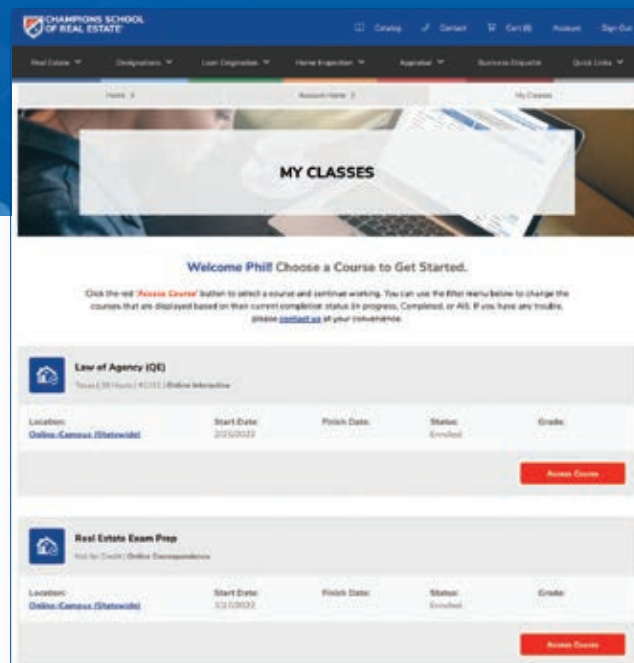 CHAMPIONS SCHOOL
OF REAL ESTATE
Catalog Contact Cart (0) Account Sign Out
Real Estate Designations Loan Origination Home Inspection Appraisal Business Etiquette Quick Links
Home Account Home My Classes
MY CLASSES
Welcome Phil! Choose a Course to Get Started.
Click the red 'Access Course' button to select a course and continue working. You can use the filter menu below to change the
courses that are displayed based on their current completion status: In progress, Completed, or All. If you have any trouble,
please contact us at your convenience.
Law of Agency (QE)
Texas | 30 Hours | | Online Interactive
Location: Start Date: Finish Date: Status: Grade:
Online-Campus (Statewide) Enrolled
Access Course
Real Estate Exam Prep
Not for Credit | Online Correspondence
Location: Start Date: Finish Date: Status: Grade:
Online-Campus (Statewide) Enrolled
Access Course